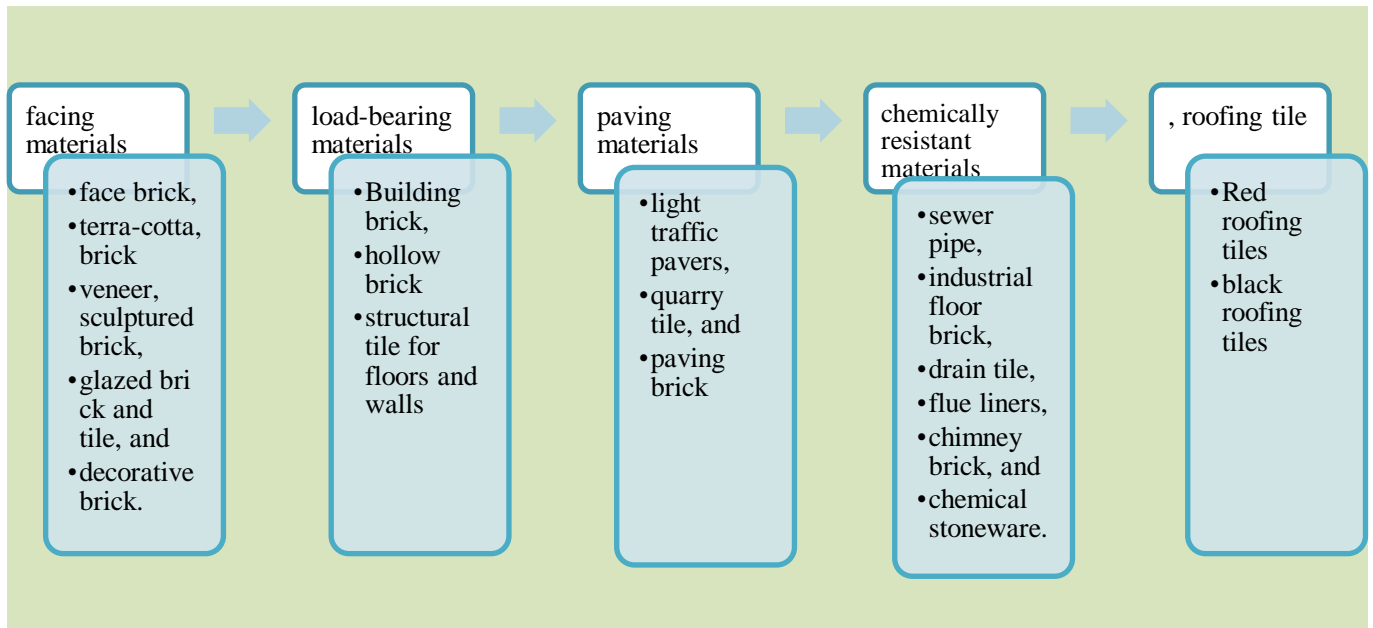 facing
materials
•face brick,
•terra-cotta,
brick
•veneer,
sculptured
brick,
•glazed bri
ck and
tile, and
•decorative
brick.
load-bearing
materials
•Building
brick,
•hollow
brick
•structural
tile for
floors and
walls
paving
materials
•light
traffic
pavers,
•quarry
tile, and
•paving
brick
chemically
resistant
materials
•sewer
pipe,
•industrial
floor
brick,
•drain tile,
•flue liners,
•chimney
brick, and
•chemical
stoneware.
, roofing tile
•Red
roofing
tiles
•black
roofing
tiles